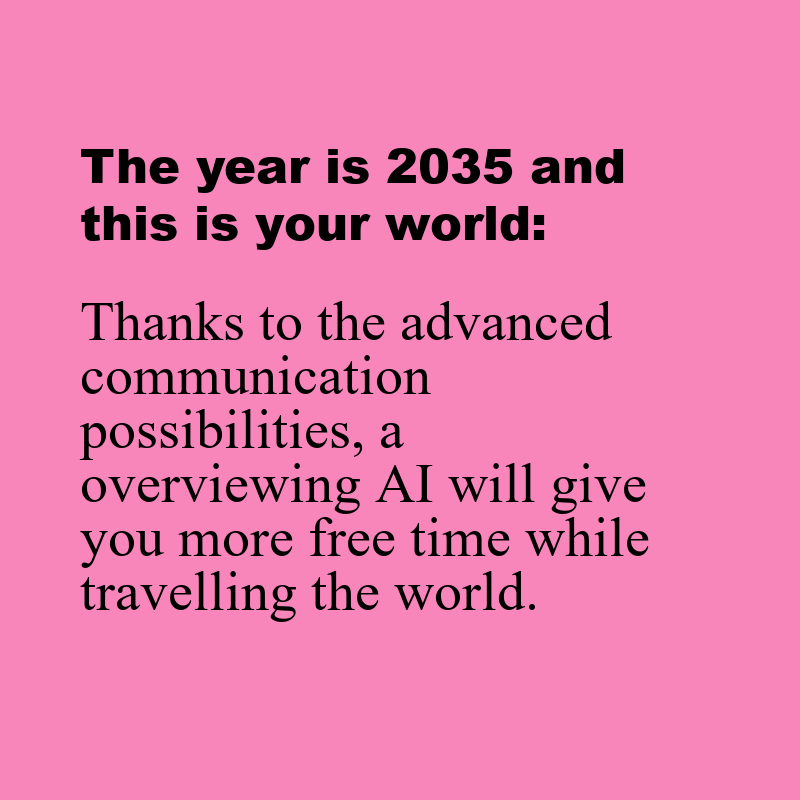 The year is 2035 and
this is your world:
Thanks to the advanced
communication
possibilities, a
overviewing AI will give
you more free time while
travelling the world.